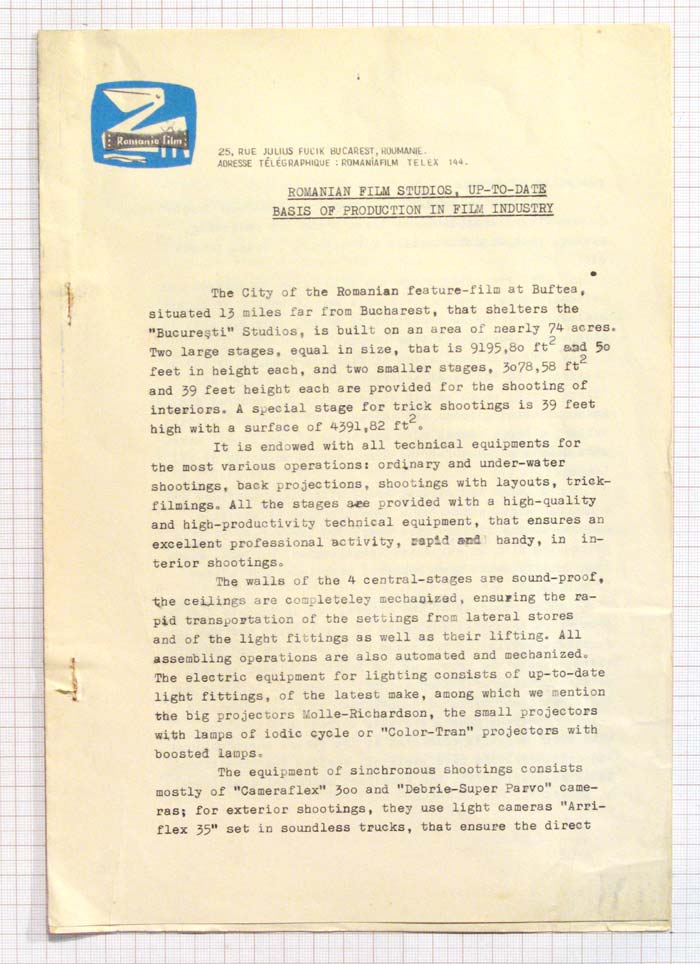 Romania film
25, RUE JULIUS FUCIK BUCAREST, ROUMANIE.
ADRESSE TÉLÉGRAPHIQUE : ROMANIAFILM TELEX 144.
ROMANIAN FILM STUDIOS, UP-TO-DATE
BASIS OF PRODUCTION IN FILM INDUSTRY
The City of the Romanian feature-film at Buftea,
situated 13 miles far from Bucharest, that shelters the
"București" Studios, is built on an area of nearly 74 acres.
Two large stages, equal in size, that is 9195,80 ft2 and 50
feet in height each, and two smaller stages, 3078,58 ft2
and 39 feet height each are provided for the shooting of
interiors. A special stage for trick shootings is 39 feet
high with a surface of 4391,82 ft2.
It is endowed with all technical equipments for
the most various operations: ordinary and under-water
shootings, back projections, shootings with layouts, trick-
filmings. All the stages are provided with a high-quality
and high-productivity technical equipment, that ensures an
excellent professional activity, rapid and handy, in in-
terior shootings.
The walls of the 4 central-stages are sound-proof,
the ceilings are completeley mechanized, ensuring the ra-
pid transportation of the settings from lateral stores
and of the light fittings as well as their lifting. All
assembling operations are also automated and mechanized.
The electric equipment for lighting consists of up-to-date
light fittings, of the latest make, among which we mention
the big projectors Molle-Richardson, the small projectors
with lamps of iodic cycle or "Color-Tran" projectors with
boosted lamps.
The equipment of sinchronous shootings consists
mostly of "Cameraflex" 300 and "Debrie-Super Parvo" came-
ras; for exterior shootings, they use light cameras "Arri-
flex 35" set in soundless trucks, that ensure the direct